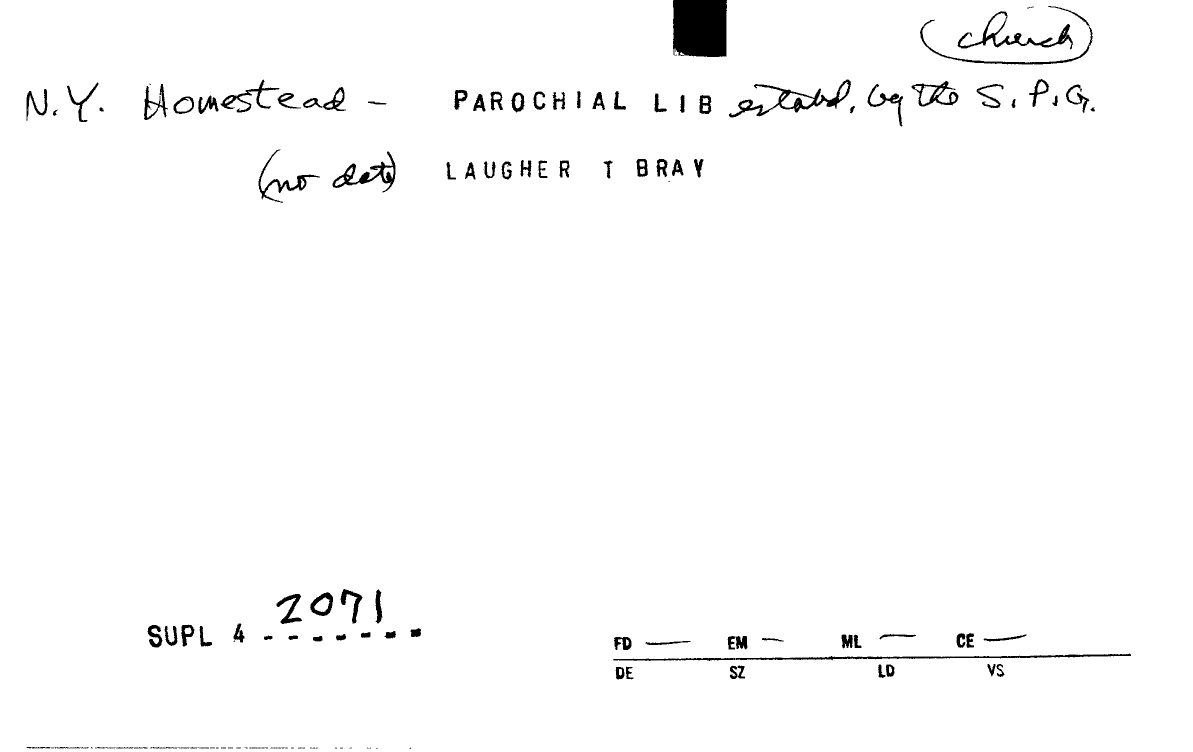 church
N.Y. Homestead - PAROCHIAL LIB establd, by the S.P.G.
(no date) LAUGHER T BRAY
2071
SUPL 4 -------
FD — EM — ML — CE —
DE SZ LD VS